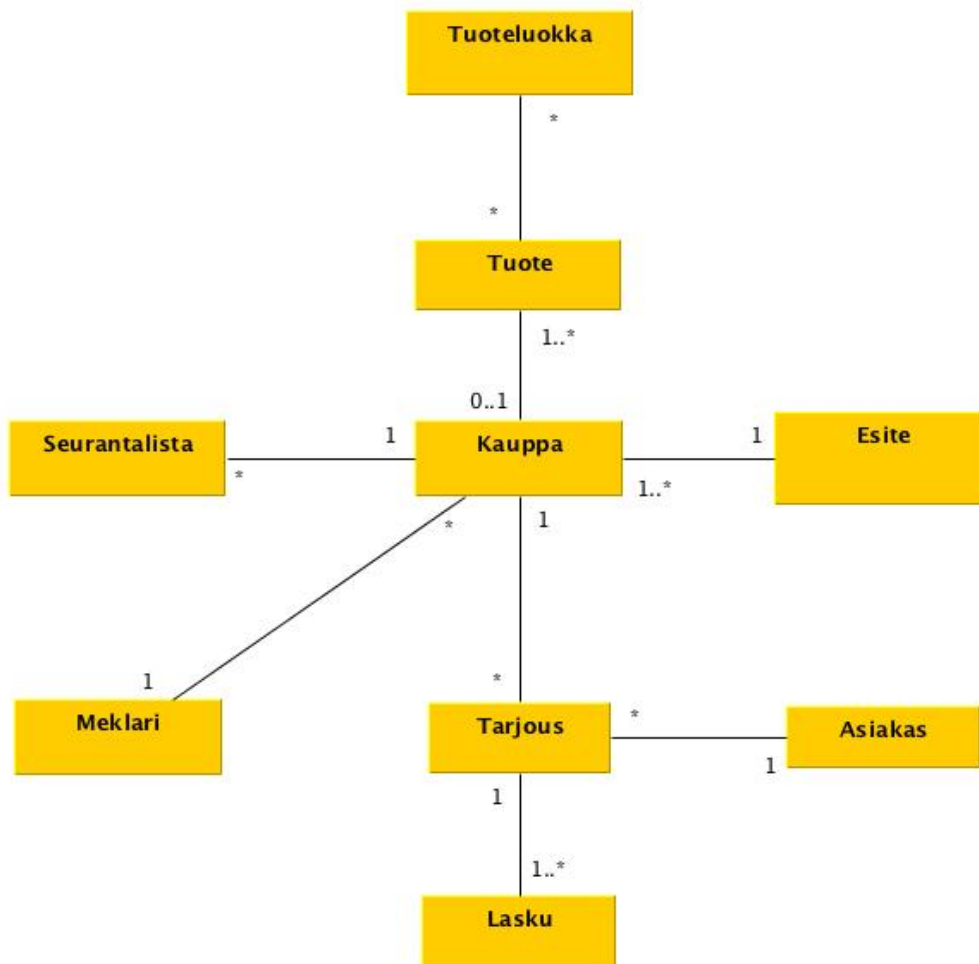 Tuoteluokka
*
*
Tuote
1..*
0..1
Seurantalista
1
*
Kauppa
1
1..*
Esite
*
1
1
Meklari
*
Tarjous
*
1
Asiakas
1
1..*
Lasku